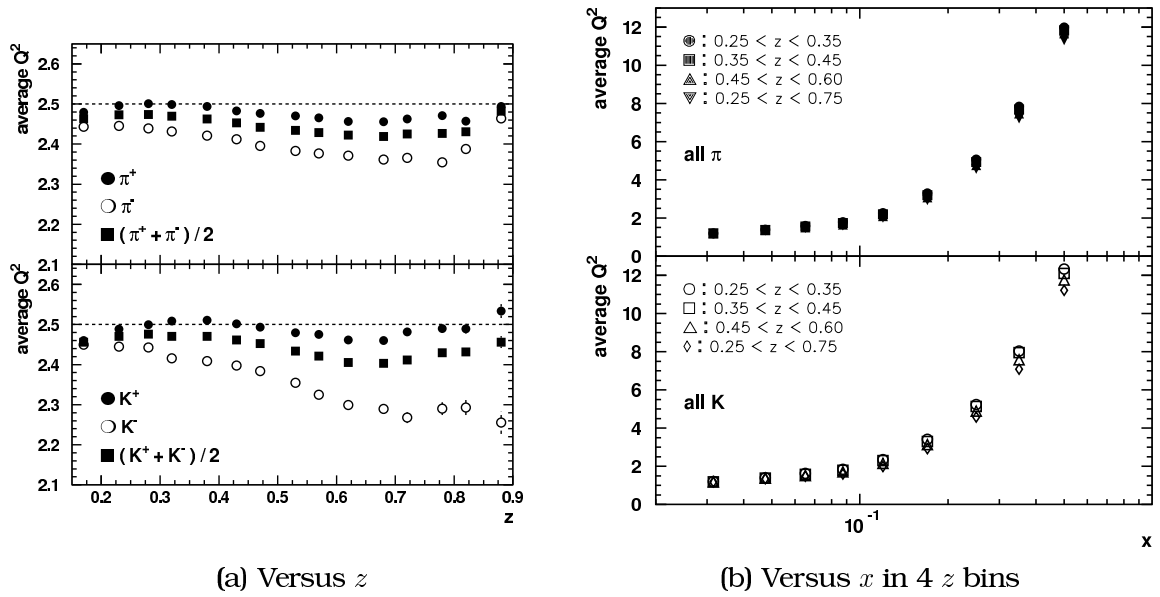 average Q²
2.6
2.5
2.4
2.3
2.2
2.1
π⁺
π⁻
(π⁺ + π⁻) / 2
average Q²
2.6
2.5
2.4
2.3
2.2
2.1
K⁺
K⁻
(K⁺ + K⁻) / 2
0.2 0.3 0.4 0.5 0.6 0.7 0.8 0.9
z
(a) Versus z
average Q²
12
10
8
6
4
2
0
: 0.25 < z < 0.35
: 0.35 < z < 0.45
: 0.45 < z < 0.60
: 0.25 < z < 0.75
all π
average Q²
12
10
8
6
4
2
0
: 0.25 < z < 0.35
: 0.35 < z < 0.45
: 0.45 < z < 0.60
: 0.25 < z < 0.75
all K
10⁻¹
x
(b) Versus x in 4 z bins